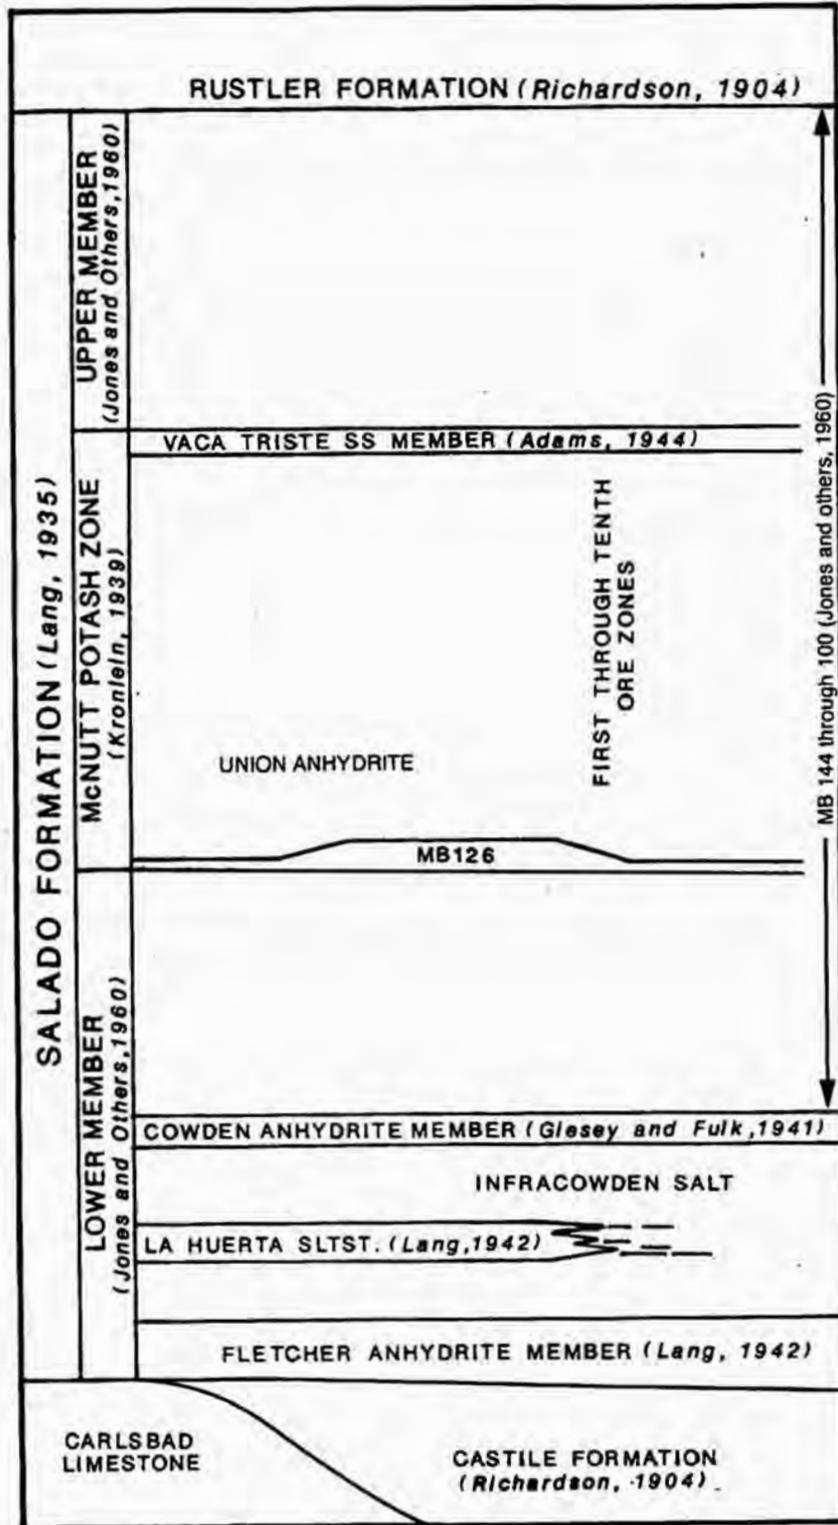 RUSTLER FORMATION (Richardson, 1904)
SALADO FORMATION (Lang, 1935)
UPPER MEMBER
(Jones and Others,1960)
VACA TRISTE SS MEMBER (Adams, 1944)
McNUTT POTASH ZONE
(Kronlein, 1939)
UNION ANHYDRITE
FIRST THROUGH TENTH
ORE ZONES
MB 144 through 100 (Jones and others, 1960)
MB126
LOWER MEMBER
(Jones and Others,1960)
COWDEN ANHYDRITE MEMBER (Giesey and Fulk,1941)
INFRACOWDEN SALT
LA HUERTA SLTST. (Lang,1942)
FLETCHER ANHYDRITE MEMBER (Lang, 1942)
CARLSBAD
LIMESTONE
CASTILE FORMATION
(Richardson, 1904)